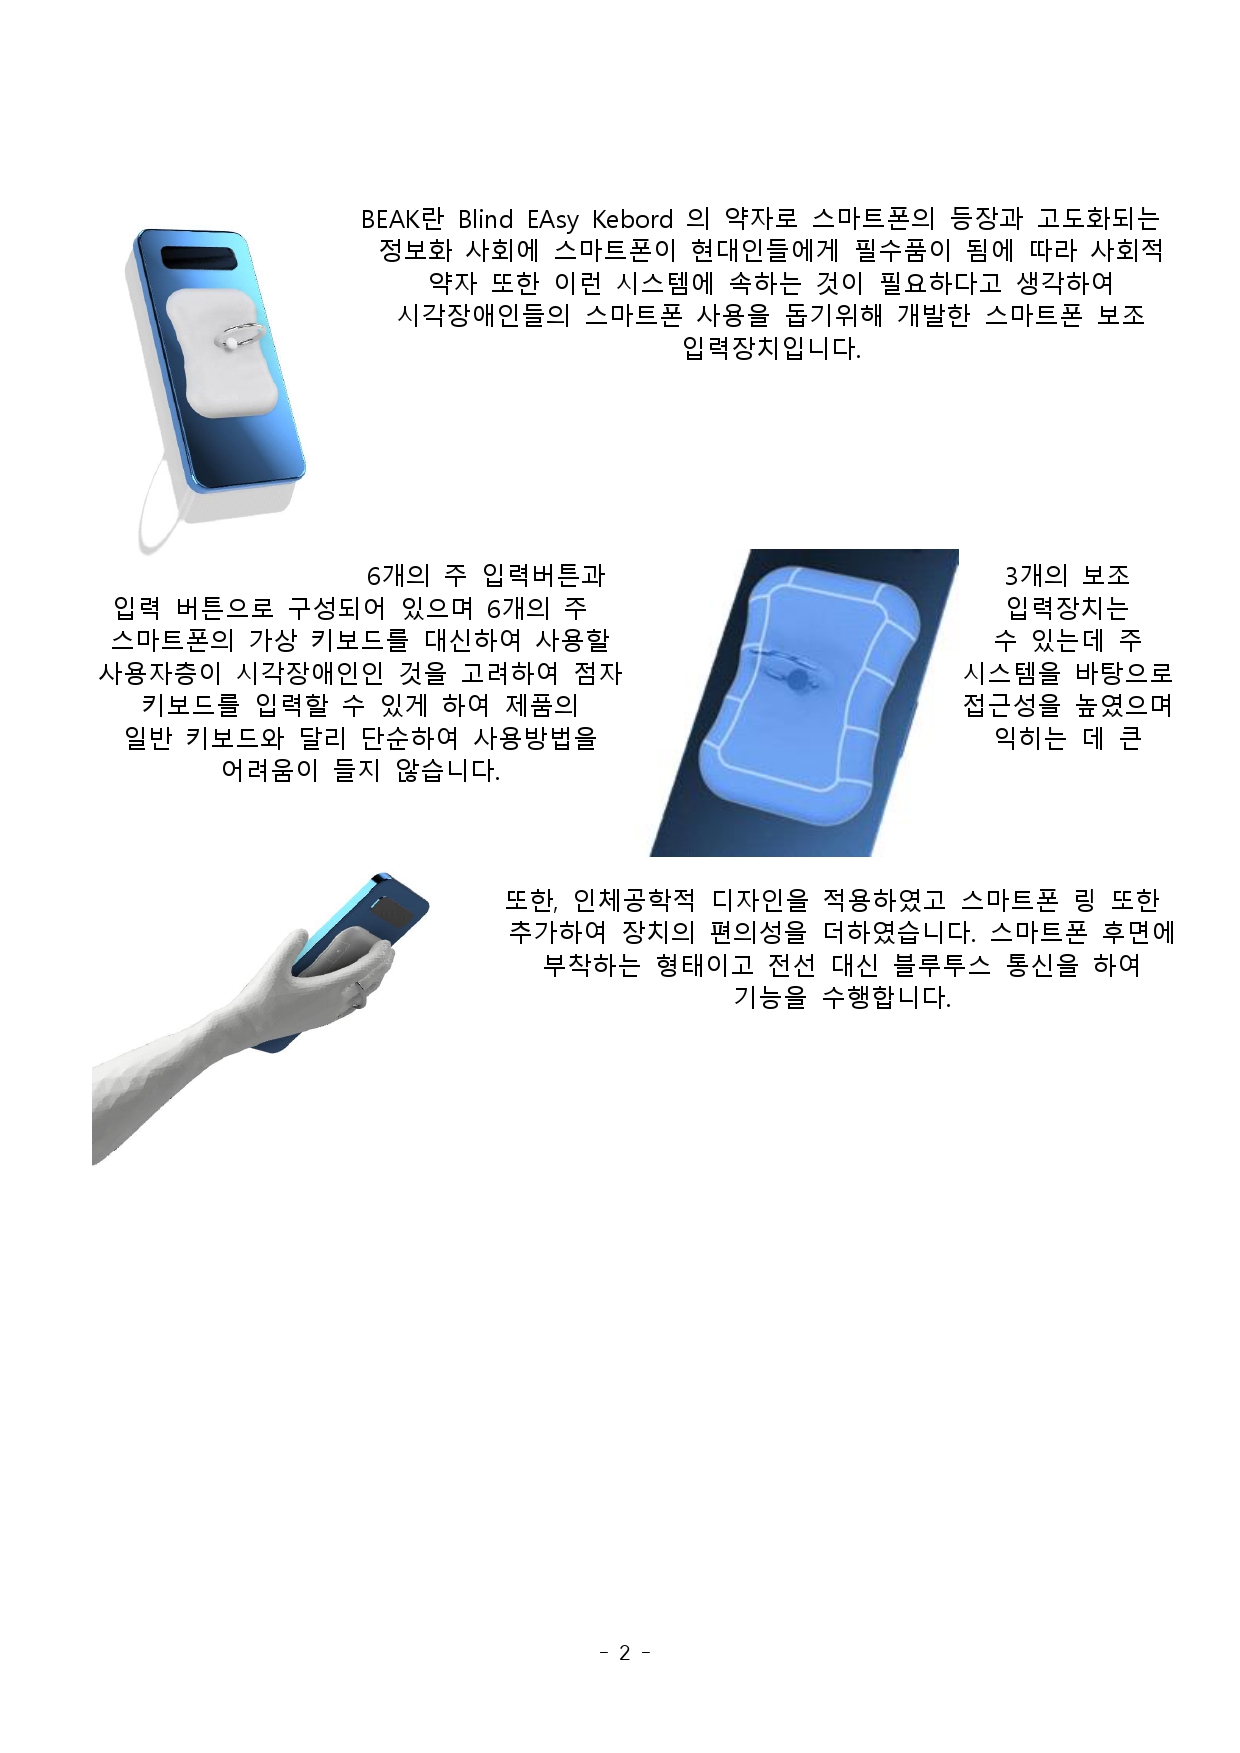 BEAK란 Blind EAsy Kebord 의 약자로 스마트폰의 등장과 고도화되는
정보화 사회에 스마트폰이 현대인들에게 필수품이 됨에 따라 사회적
약자 또한 이런 시스템에 속하는 것이 필요하다고 생각하여
시각장애인들의 스마트폰 사용을 돕기위해 개발한 스마트폰 보조
입력장치입니다.
6개의 주 입력버튼과 3개의 보조
입력 버튼으로 구성되어 있으며 6개의 주 입력장치는
스마트폰의 가상 키보드를 대신하여 사용할 수 있는데 주
사용자층이 시각장애인인 것을 고려하여 점자 시스템을 바탕으로
키보드를 입력할 수 있게 하여 제품의 접근성을 높였으며
일반 키보드와 달리 단순하여 사용방법을 익히는 데 큰
어려움이 들지 않습니다.
또한, 인체공학적 디자인을 적용하였고 스마트폰 링 또한
추가하여 장치의 편의성을 더하였습니다. 스마트폰 후면에
부착하는 형태이고 전선 대신 블루투스 통신을 하여
기능을 수행합니다.
- 2 -